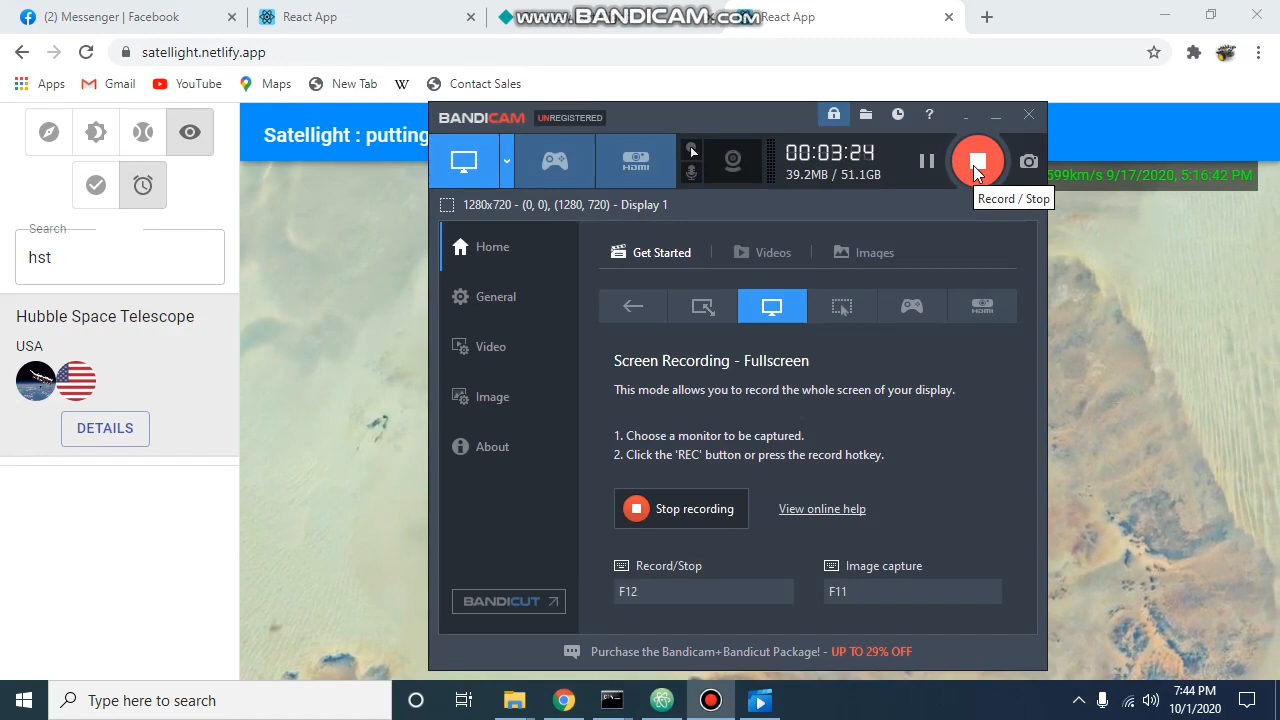 (2) Messenger | Facebook
React App
www.BANDICAM.com
React App
satellight.netlify.app
Apps
Gmail
YouTube
Maps
New Tab
Contact Sales
Satellight : putting
599km/s 9/17/2020, 5:16:42 PM
Search
hst
Hubble Space Telescope
USA
DETAILS
BANDICAM UNREGISTERED
HDMI
00:03:24
39.2MB / 51.1GB
Record / Stop
1280x720 - (0, 0), (1280, 720) - Display 1
Home
General
Video
Image
About
BANDICUT
Get Started
Videos
Images
HDMI
Screen Recording - Fullscreen
This mode allows you to record the whole screen of your display.
1. Choose a monitor to be captured.
2. Click the 'REC' button or press the record hotkey.
Stop recording
View online help
Record/Stop
Image capture
F12
F11
Purchase the Bandicam+Bandicut Package! - UP TO 29% OFF
Type here to search
7:44 PM
10/1/2020